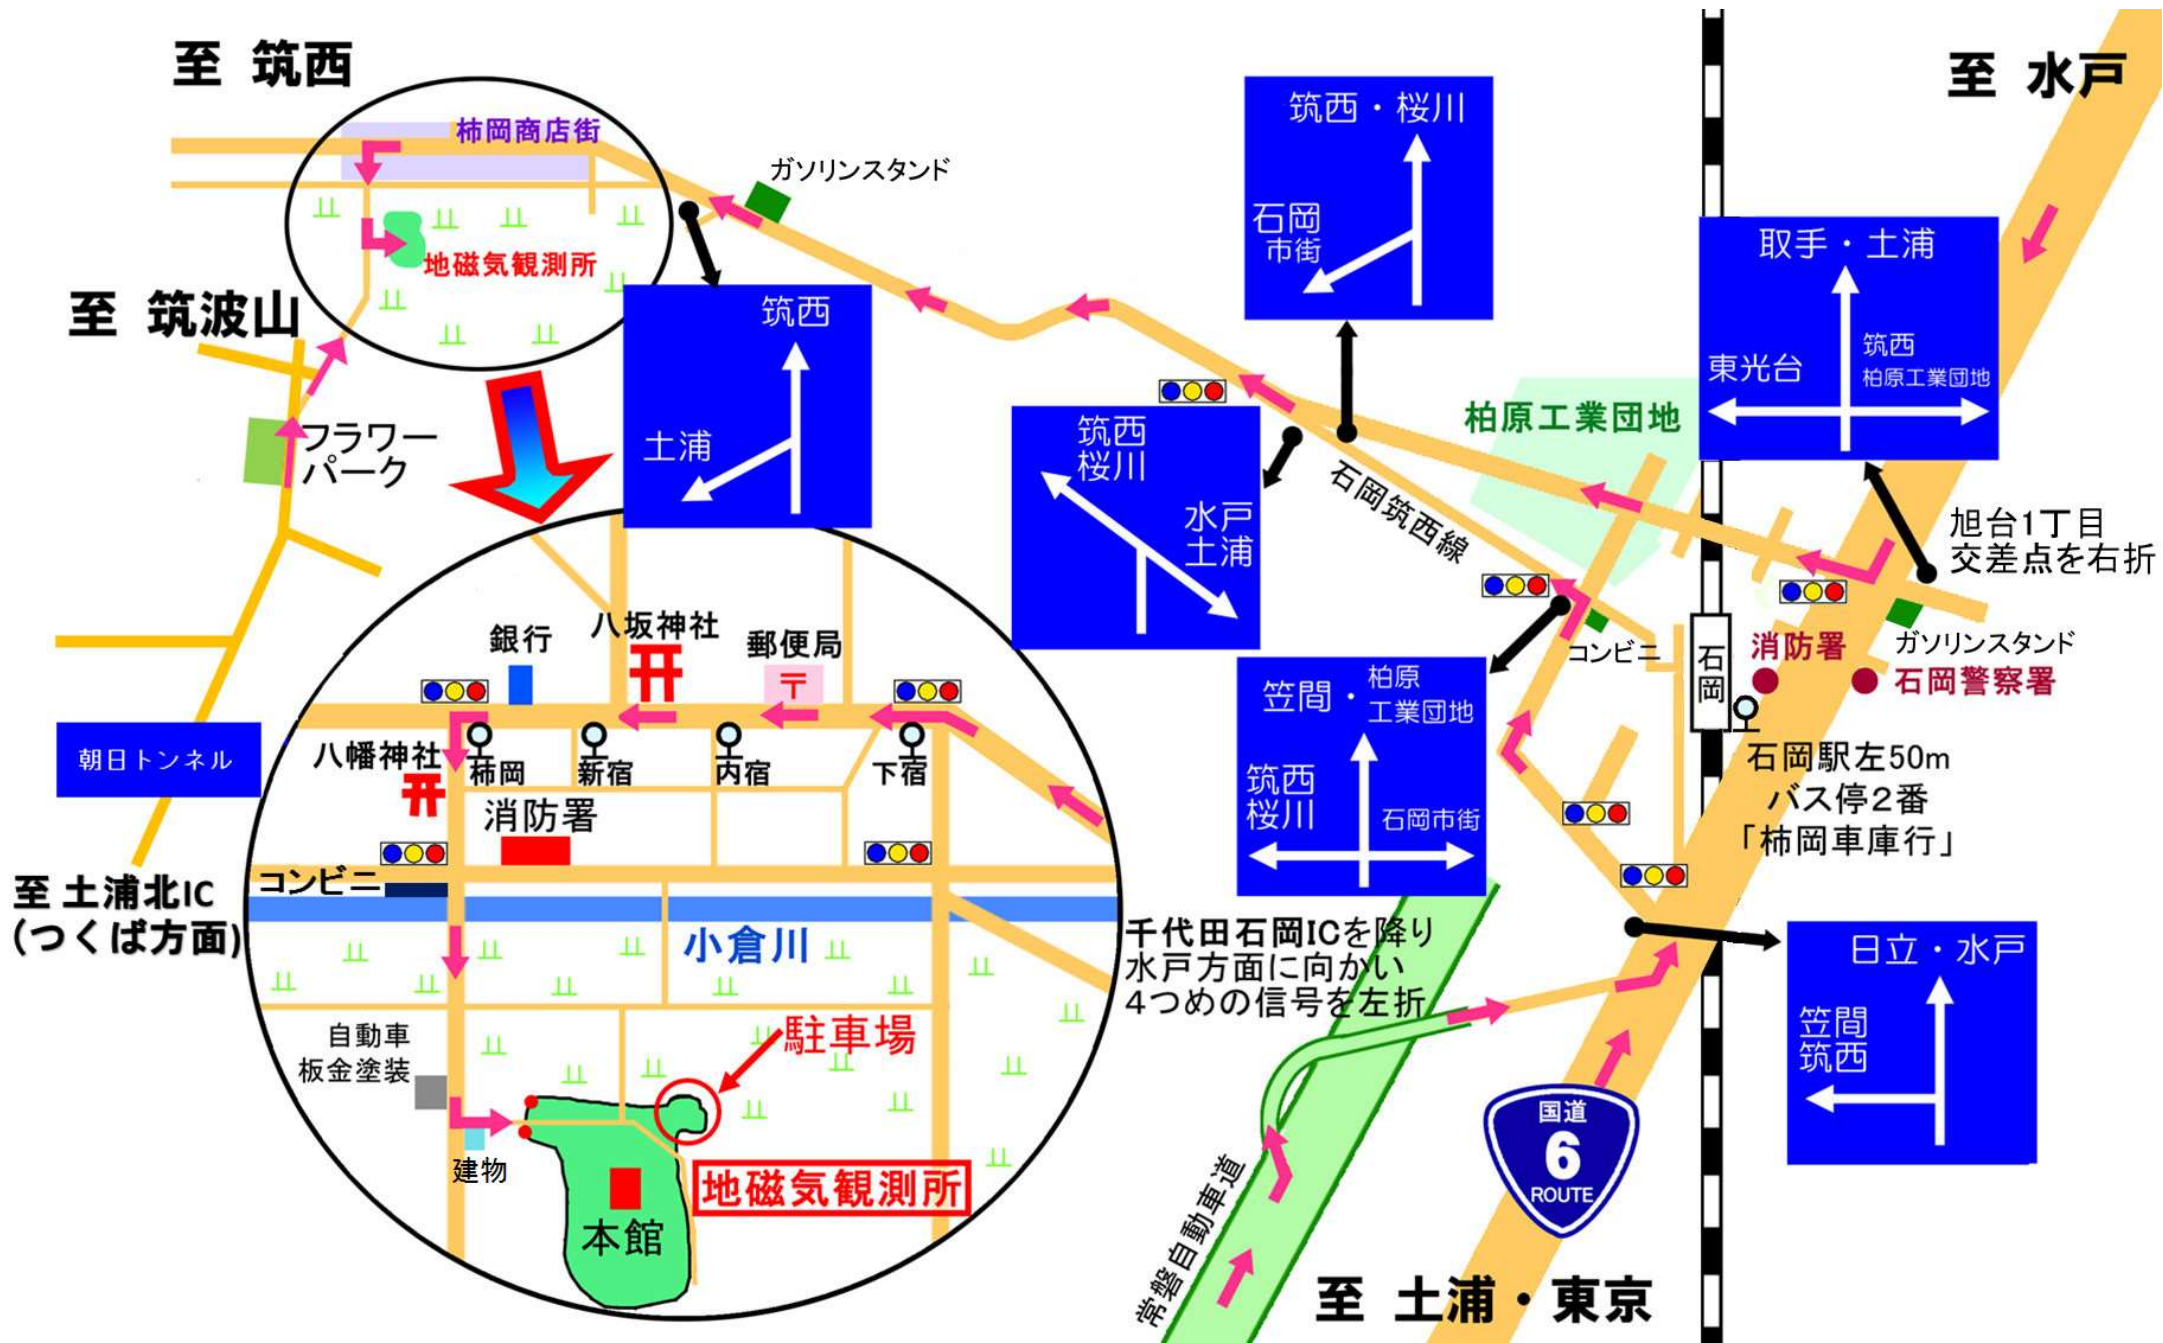 至 筑西
柿岡商店街
地磁気観測所
至 筑波山
フラワー
パーク
ガソリンスタンド
筑西
土浦
筑西・桜川
石岡
市街
筑西
桜川
水戸
土浦
石岡筑西線
柏原工業団地
至 水戸
取手・土浦
東光台
筑西
柏原工業団地
旭台1丁目
交差点を右折
ガソリンスタンド
消防署
石岡警察署
石岡
コンビニ
笠間・
柏原
工業団地
筑西
桜川
石岡市街
石岡駅左50m
バス停2番
「柿岡車庫行」
千代田石岡ICを降り
水戸方面に向かい
4つめの信号を左折
日立・水戸
笠間
筑西
国道
6
ROUTE
常磐自動車道
至 土浦・東京
朝日トンネル
至 土浦北IC
(つくば方面)
銀行
八坂神社
郵便局
〒
八幡神社
柿岡
新宿
内宿
下宿
消防署
コンビニ
小倉川
自動車
板金塗装
駐車場
建物
地磁気観測所
本館